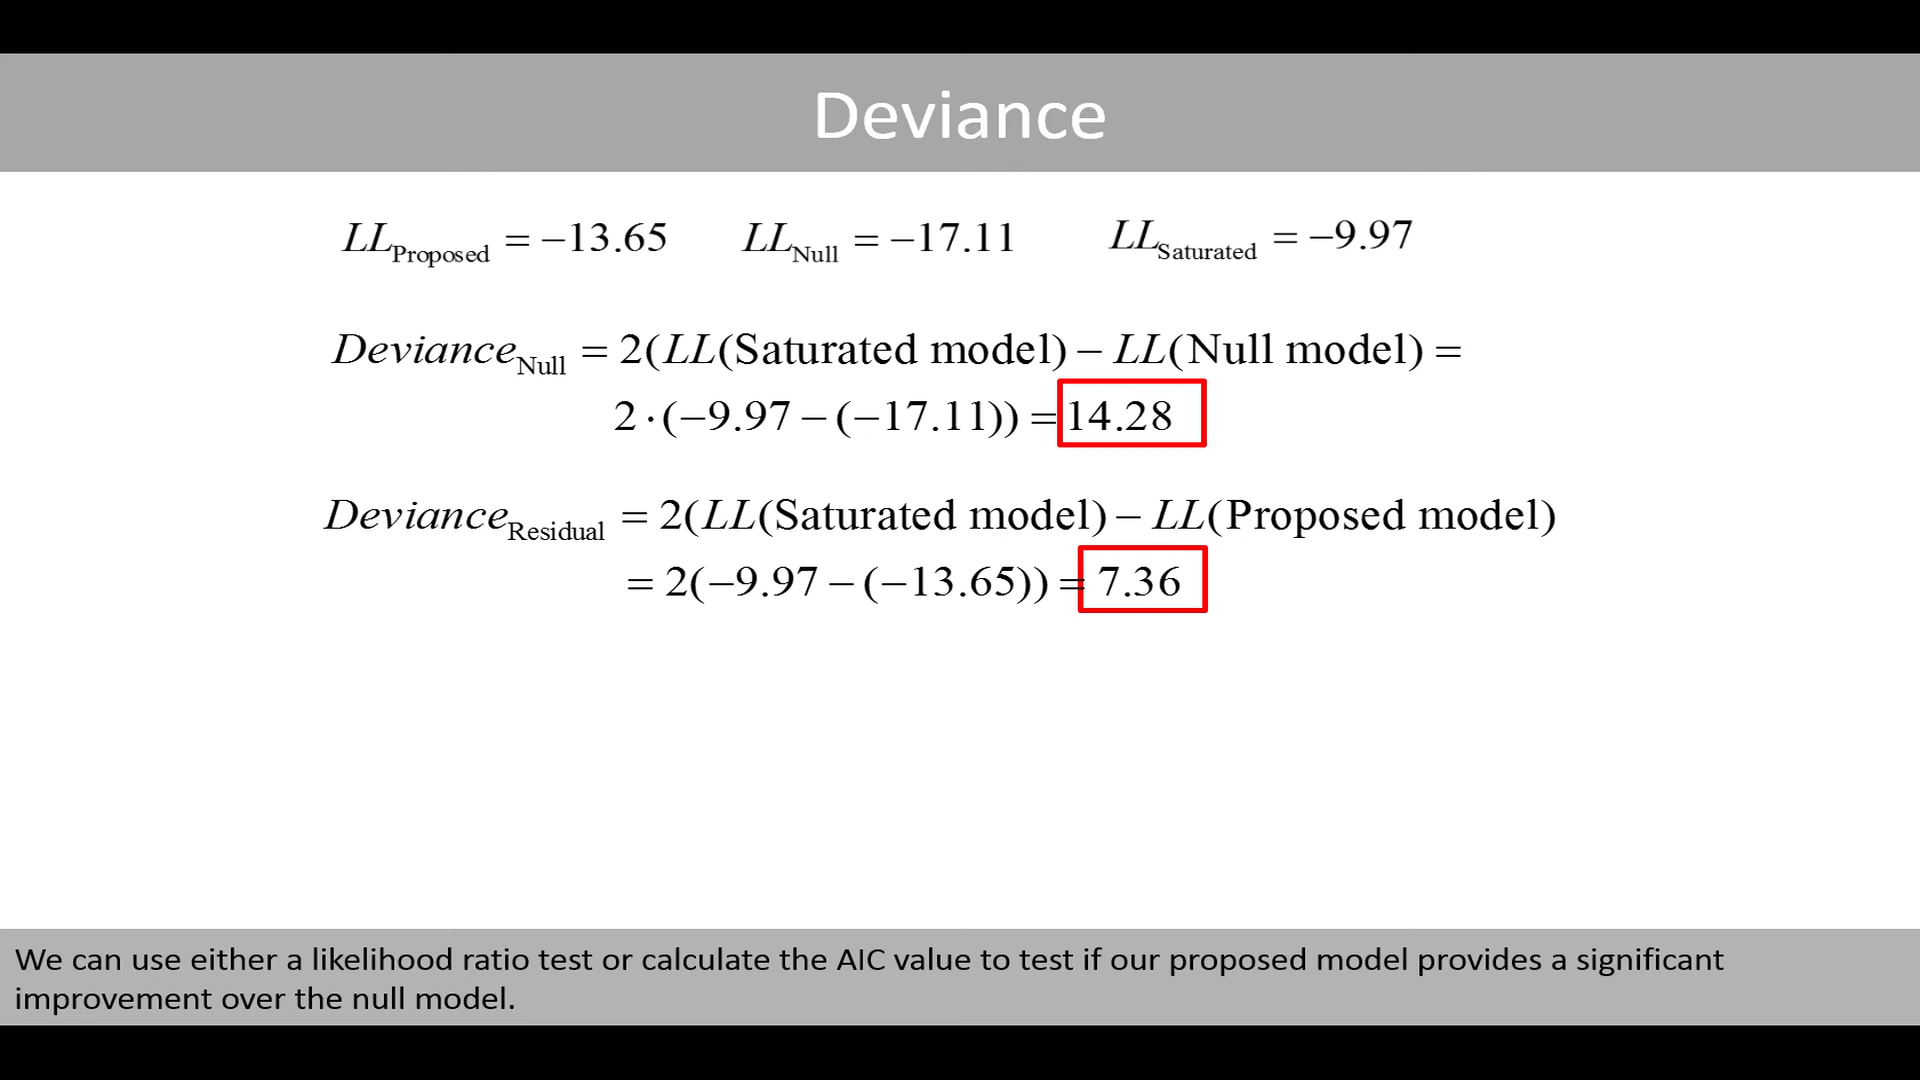 Deviance
LL_Proposed = −13.65 LL_Null = −17.11 LL_Saturated = −9.97
Deviance_Null = 2(LL(Saturated model) − LL(Null model) =
2·(−9.97 − (−17.11)) = 14.28
Deviance_Residual = 2(LL(Saturated model) − LL(Proposed model)
= 2(−9.97 − (−13.65)) = 7.36
We can use either a likelihood ratio test or calculate the AIC value to test if our proposed model provides a significant
improvement over the null model.